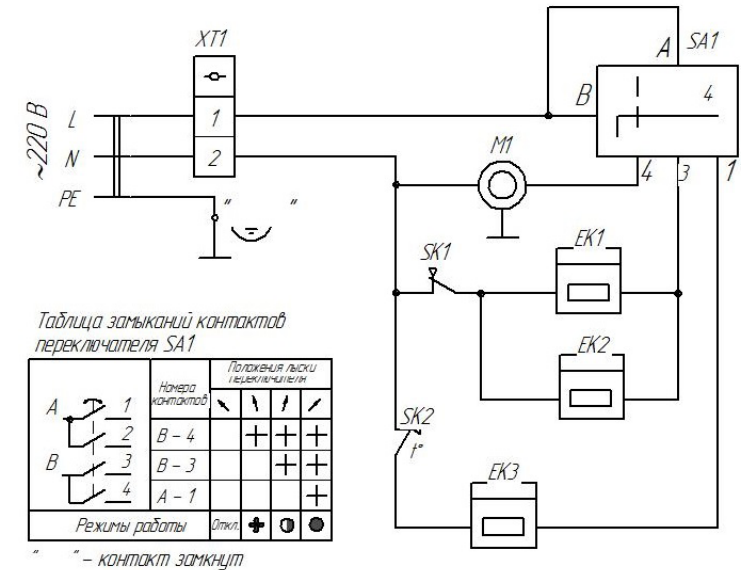 XT1
~220 В
L
N
PE
1
2
"    "
A
SA1
B
4
4
3
1
M1
SK1
EK1
EK2
SK2
t°
EK3
Таблица замыканий контактов
переключателя SA1
A
1
2
B
3
4
Номера
контактов
Положения лыски
переключателя
B – 4
+ + +
B – 3
+ +
A – 1
+
Режимы работы
Откл.
"    " – контакт замкнут